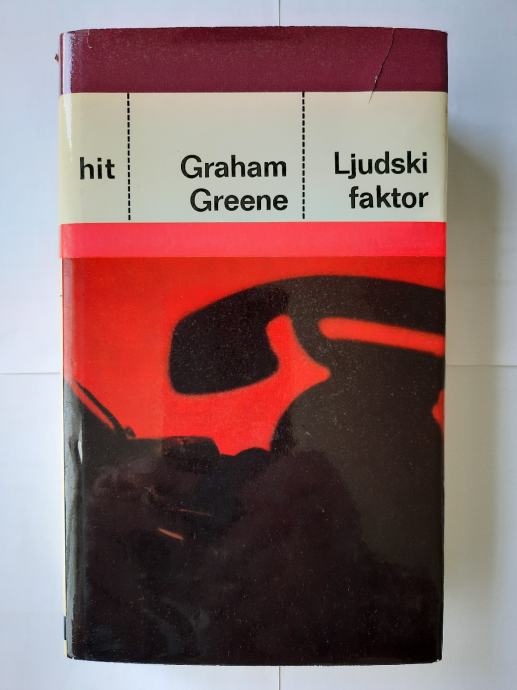 hit
Graham
Greene
Ljudski
faktor